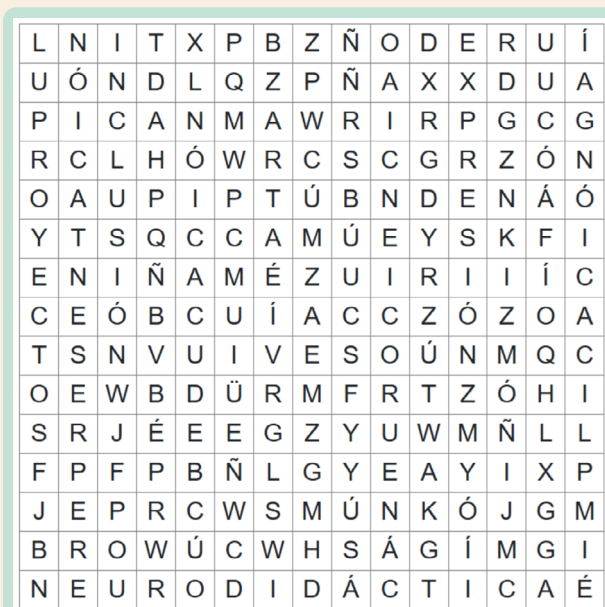 L N I T X P B Z Ñ O D E R U Í
U Ó N D L Q Z P Ñ A X X D U A
P I C A N M A W R I R P G C G
R C L H Ó W R C S C G R Z Ó N
O A U P I P T Ú B N D E N Á Ó
Y T S Q C C A M Ú E Y S K F I
E N I Ñ A M É Z U I R I I Í C
C E Ó B C U Í A C C Z Ó Z O A
T S N V U I V E S O Ú N M Q C
O E W B D Ü R M F R T Z Ó H I
S R J É E E G Z Y U W M Ñ L L
F P F P B Ñ L G Y E A Y I X P
J E P R C W S M Ú N K Ó J G M
B R O W Ú C W H S Á G Í M G I
N E U R O D I D Á C T I C A É